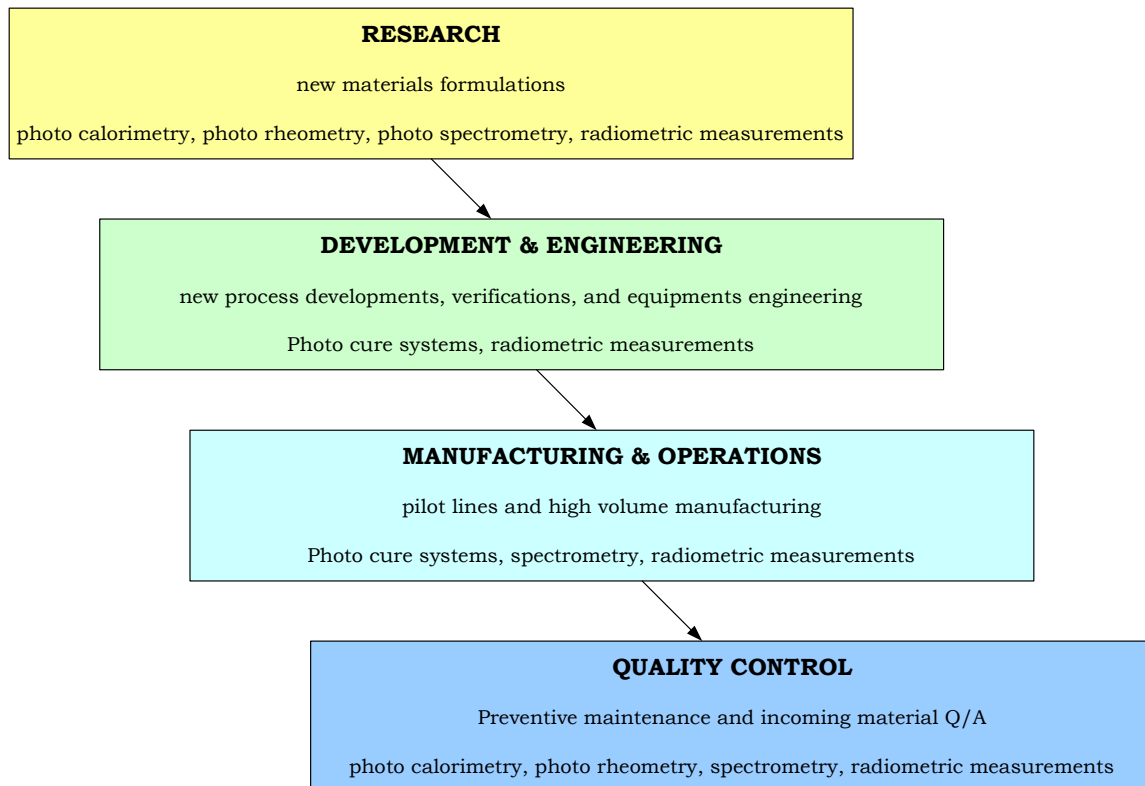 RESEARCH
new materials formulations
photo calorimetry, photo rheometry, photo spectrometry, radiometric measurements
DEVELOPMENT & ENGINEERING
new process developments, verifications, and equipments engineering
Photo cure systems, radiometric measurements
MANUFACTURING & OPERATIONS
pilot lines and high volume manufacturing
Photo cure systems, spectrometry, radiometric measurements
QUALITY CONTROL
Preventive maintenance and incoming material Q/A
photo calorimetry, photo rheometry, spectrometry, radiometric measurements